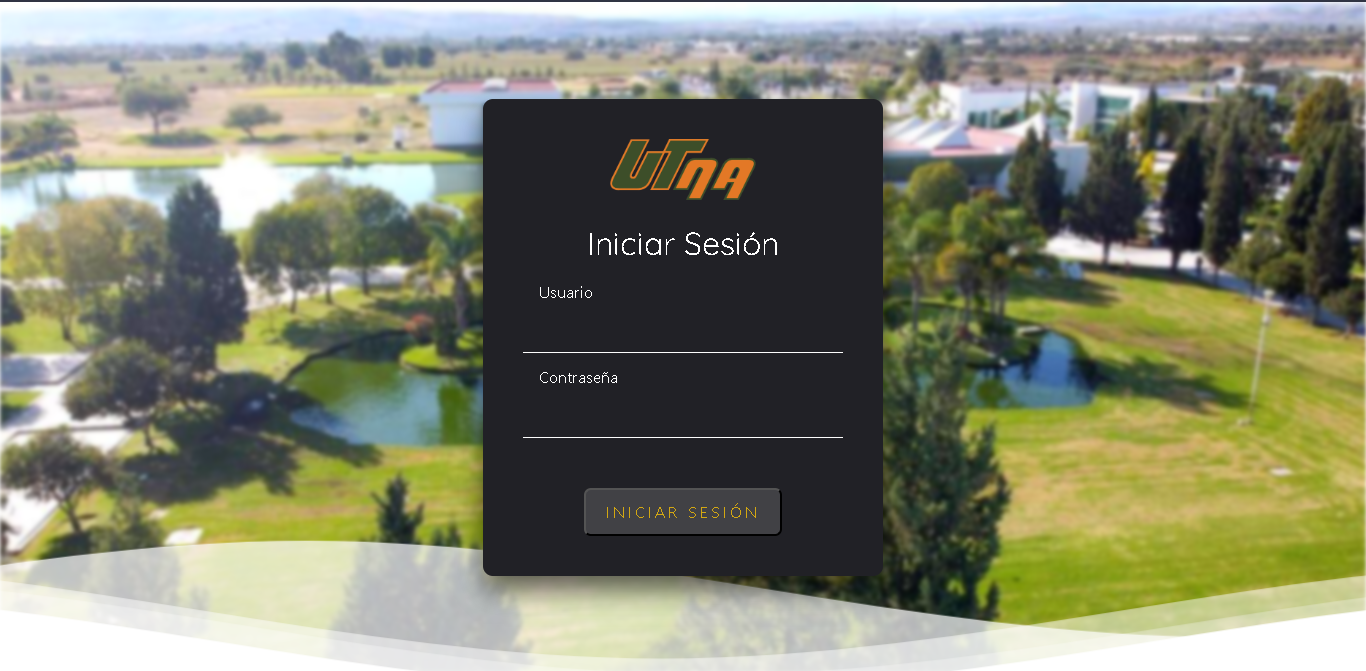 UTNA
Iniciar Sesión
Usuario
Contraseña
INICIAR SESIÓN